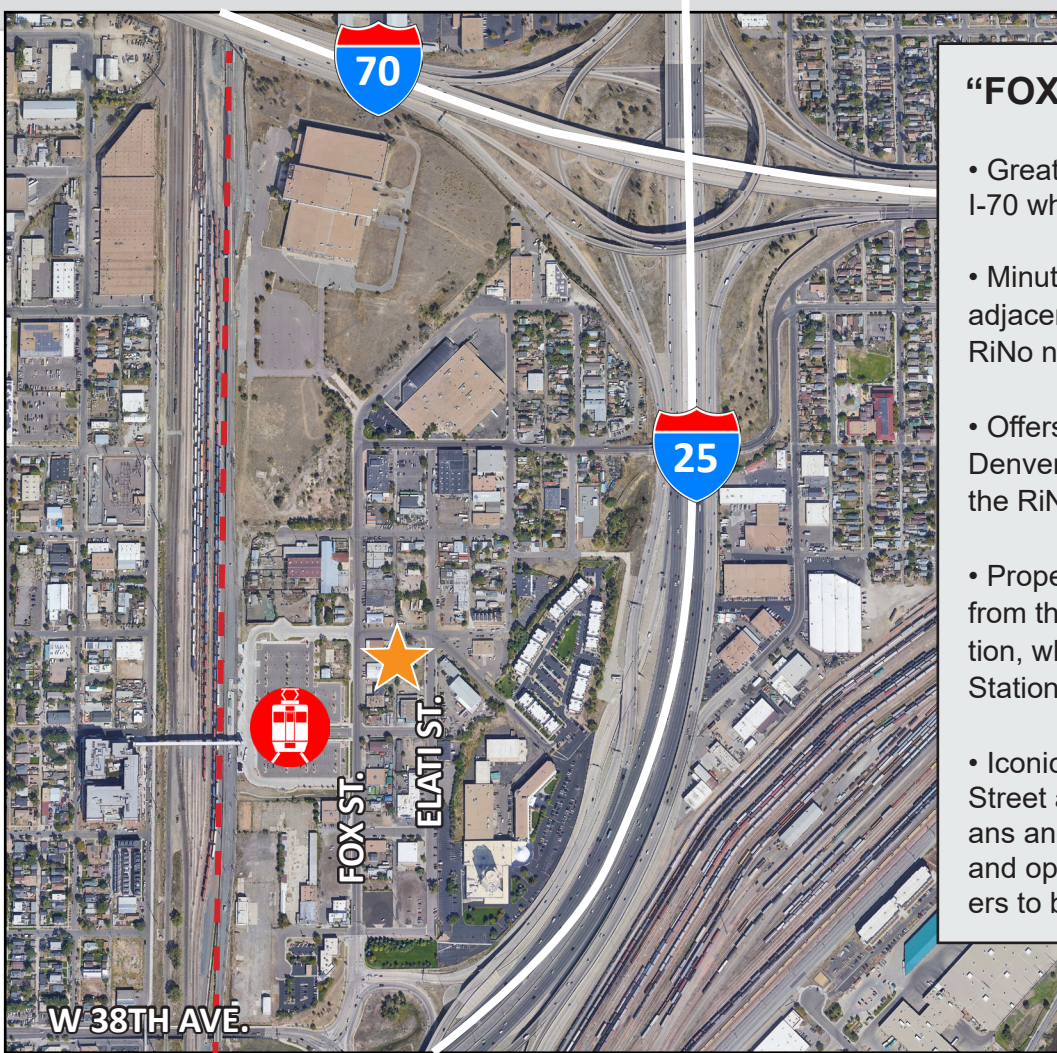 70
25
FOX ST.
ELATI ST.
W 38TH AVE.
“FOX
• Great
I-70 wh
• Minut
adjacen
RiNo n
• Offers
Denver
the RiN
• Prope
from th
tion, wh
Station
• Iconic
Street a
ans an
and op
ers to b